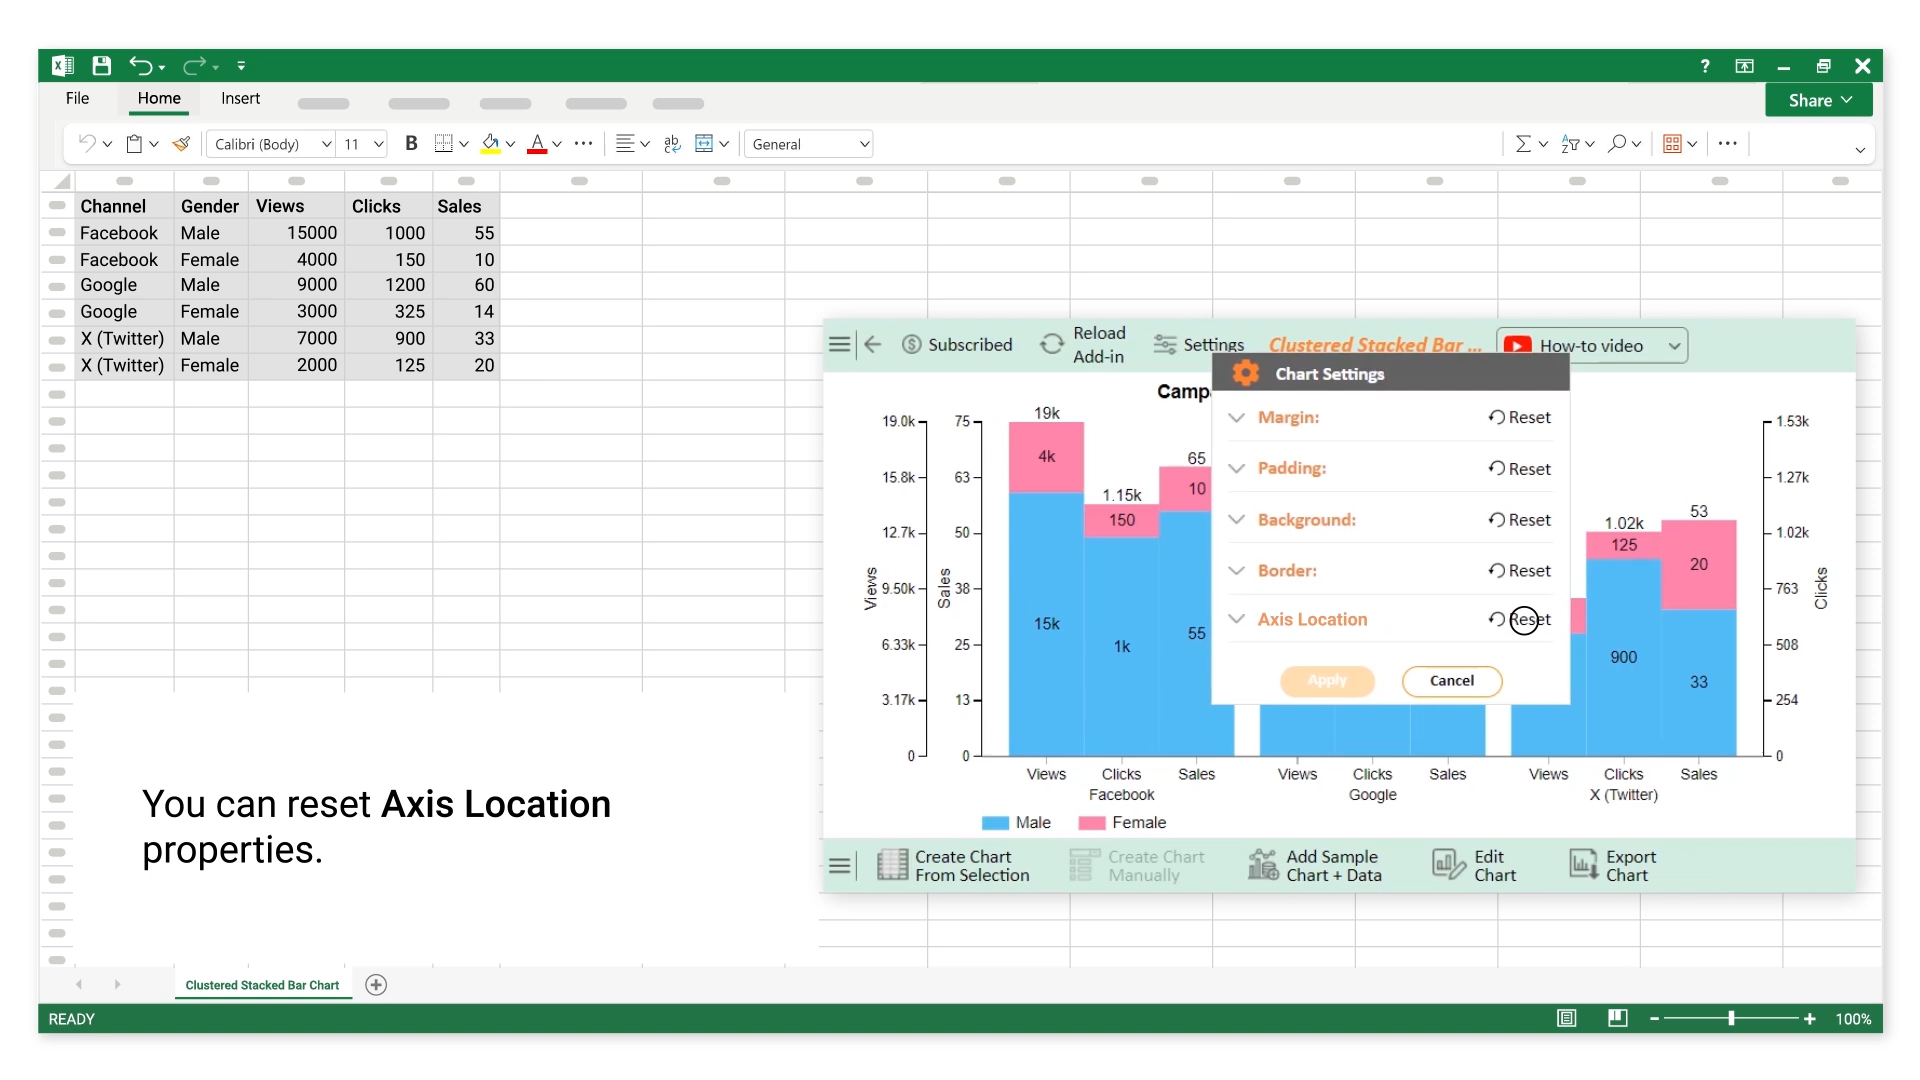 File Home Insert
Share
Calibri (Body) 11 B General
Channel Gender Views Clicks Sales
Facebook Male 15000 1000 55
Facebook Female 4000 150 10
Google Male 9000 1200 60
Google Female 3000 325 14
X (Twitter) Male 7000 900 33
X (Twitter) Female 2000 125 20
You can reset Axis Location
properties.
Subscribed
Reload
Add-in
Settings
Clustered Stacked Bar ...
How-to video
Chart Settings
Margin: Reset
Padding: Reset
Background: Reset
Border: Reset
Axis Location Reset
Apply Cancel
Camp
Views
19.0k
15.8k
12.7k
9.50k
6.33k
3.17k
0
Sales
75
63
50
38
25
13
0
19k
4k
15k
1.15k
150
1k
65
10
55
1.02k
125
900
53
20
33
1.53k
1.27k
1.02k
763
508
254
0
Clicks
Views Clicks Sales Views Clicks Sales Views Clicks Sales
Facebook Google X (Twitter)
Male Female
Create Chart
From Selection
Create Chart
Manually
Add Sample
Chart + Data
Edit
Chart
Export
Chart
Clustered Stacked Bar Chart
READY
100%